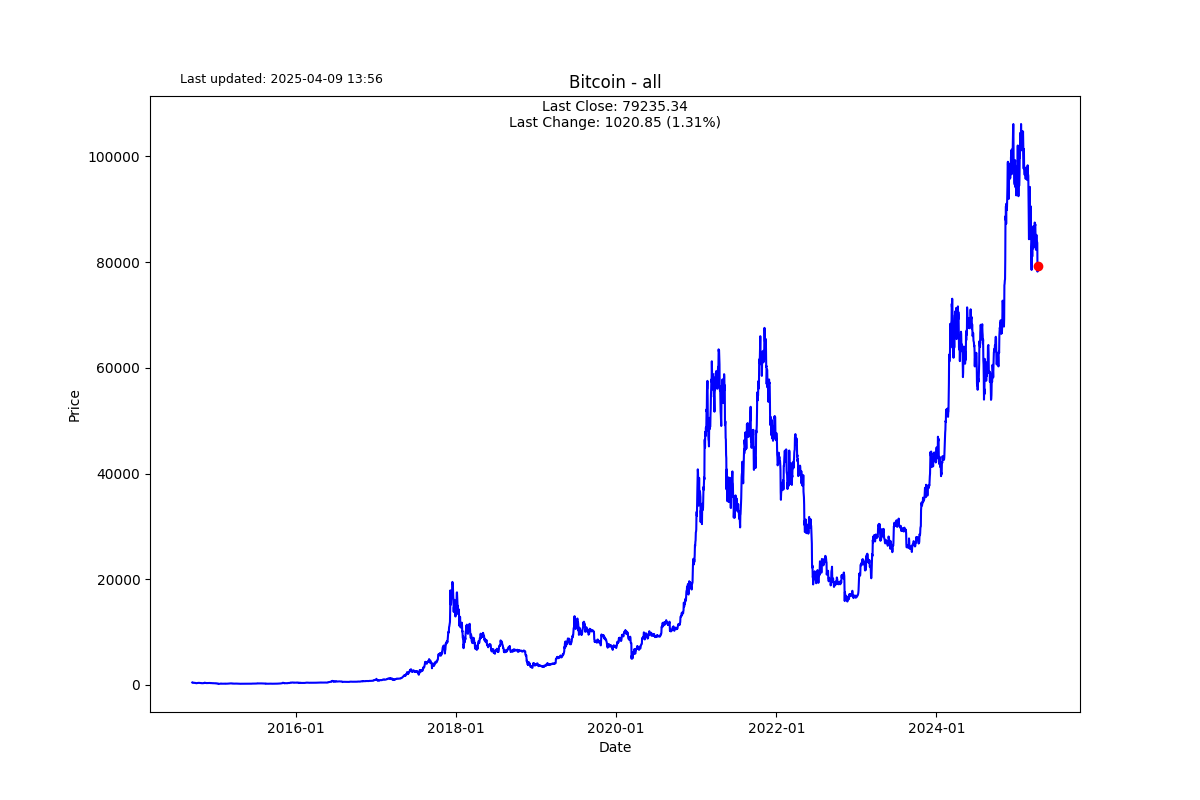 Last updated: 2025-04-09 13:56
Bitcoin - all
Last Close: 79235.34
Last Change: 1020.85 (1.31%)
100000
80000
60000
40000
20000
0
Price
2016-01
2018-01
2020-01
2022-01
2024-01
Date